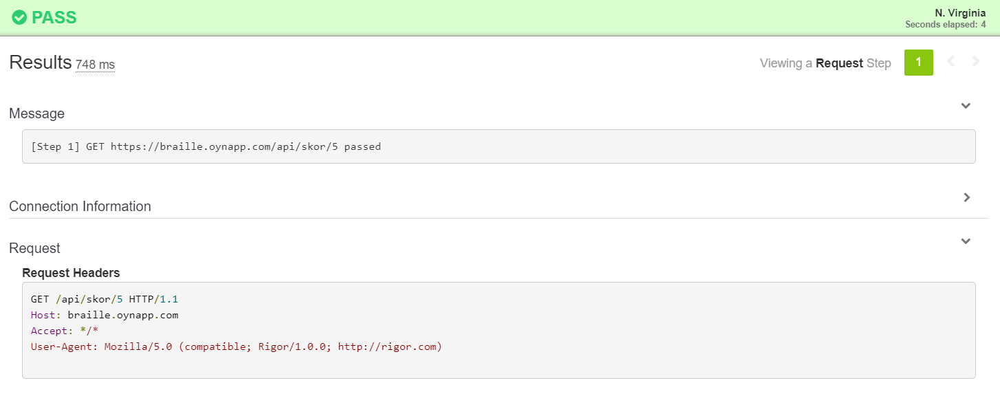 PASS
N. Virginia
Seconds elapsed: 4
Results 748 ms
Viewing a Request Step 1
Message
[Step 1] GET https://braille.oynapp.com/api/skor/5 passed
Connection Information
Request
Request Headers
GET /api/skor/5 HTTP/1.1
Host: braille.oynapp.com
Accept: */*
User-Agent: Mozilla/5.0 (compatible; Rigor/1.0.0; http://rigor.com)